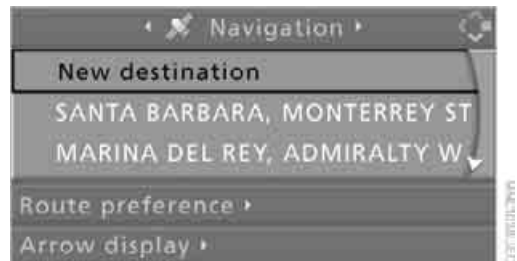 Navigation
New destination
SANTA BARBARA, MONTERREY ST
MARINA DEL REY, ADMIRALTY W
Route preference
Arrow display